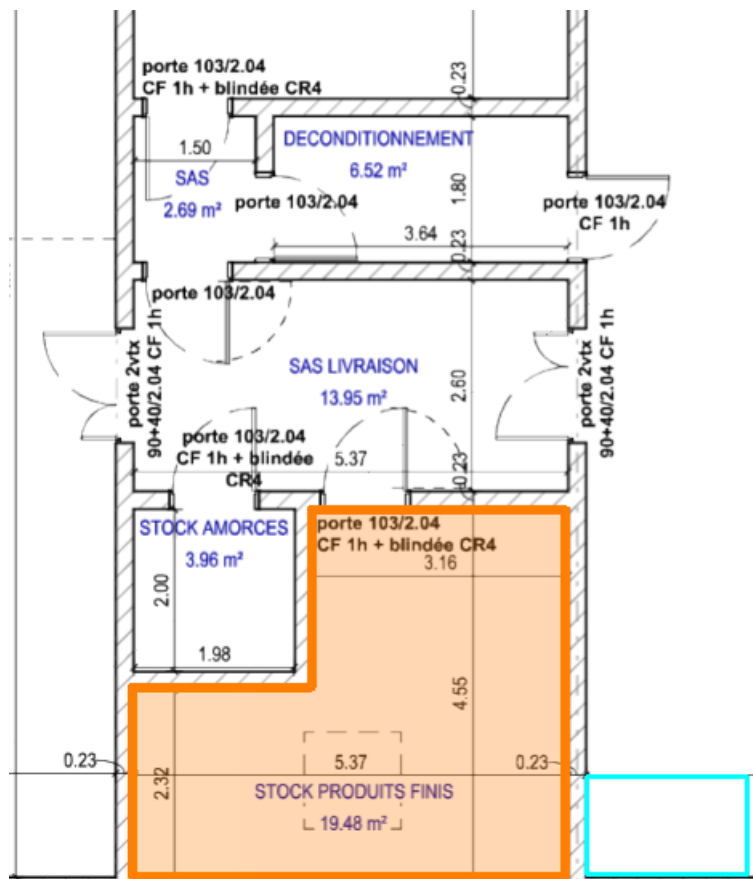 porte 103/2.04
CF 1h + blindée CR4
0.23
DECONDITIONNEMENT
6.52 m²
1.50
SAS
2.69 m²
porte 103/2.04
1.80
porte 103/2.04
CF 1h
3.64
0.23
porte 103/2.04
porte 2vtx
90+40/2.04 CF 1h
SAS LIVRAISON
13.95 m²
2.60
porte 2vtx
90+40/2.04 CF 1h
porte 103/2.04
CF 1h + blindée
CR4
5.37
0.23
STOCK AMORCES
3.96 m²
porte 103/2.04
CF 1h + blindée CR4
3.16
2.00
1.98
4.55
0.23
2.32
5.37
0.23
STOCK PRODUITS FINIS
19.48 m²